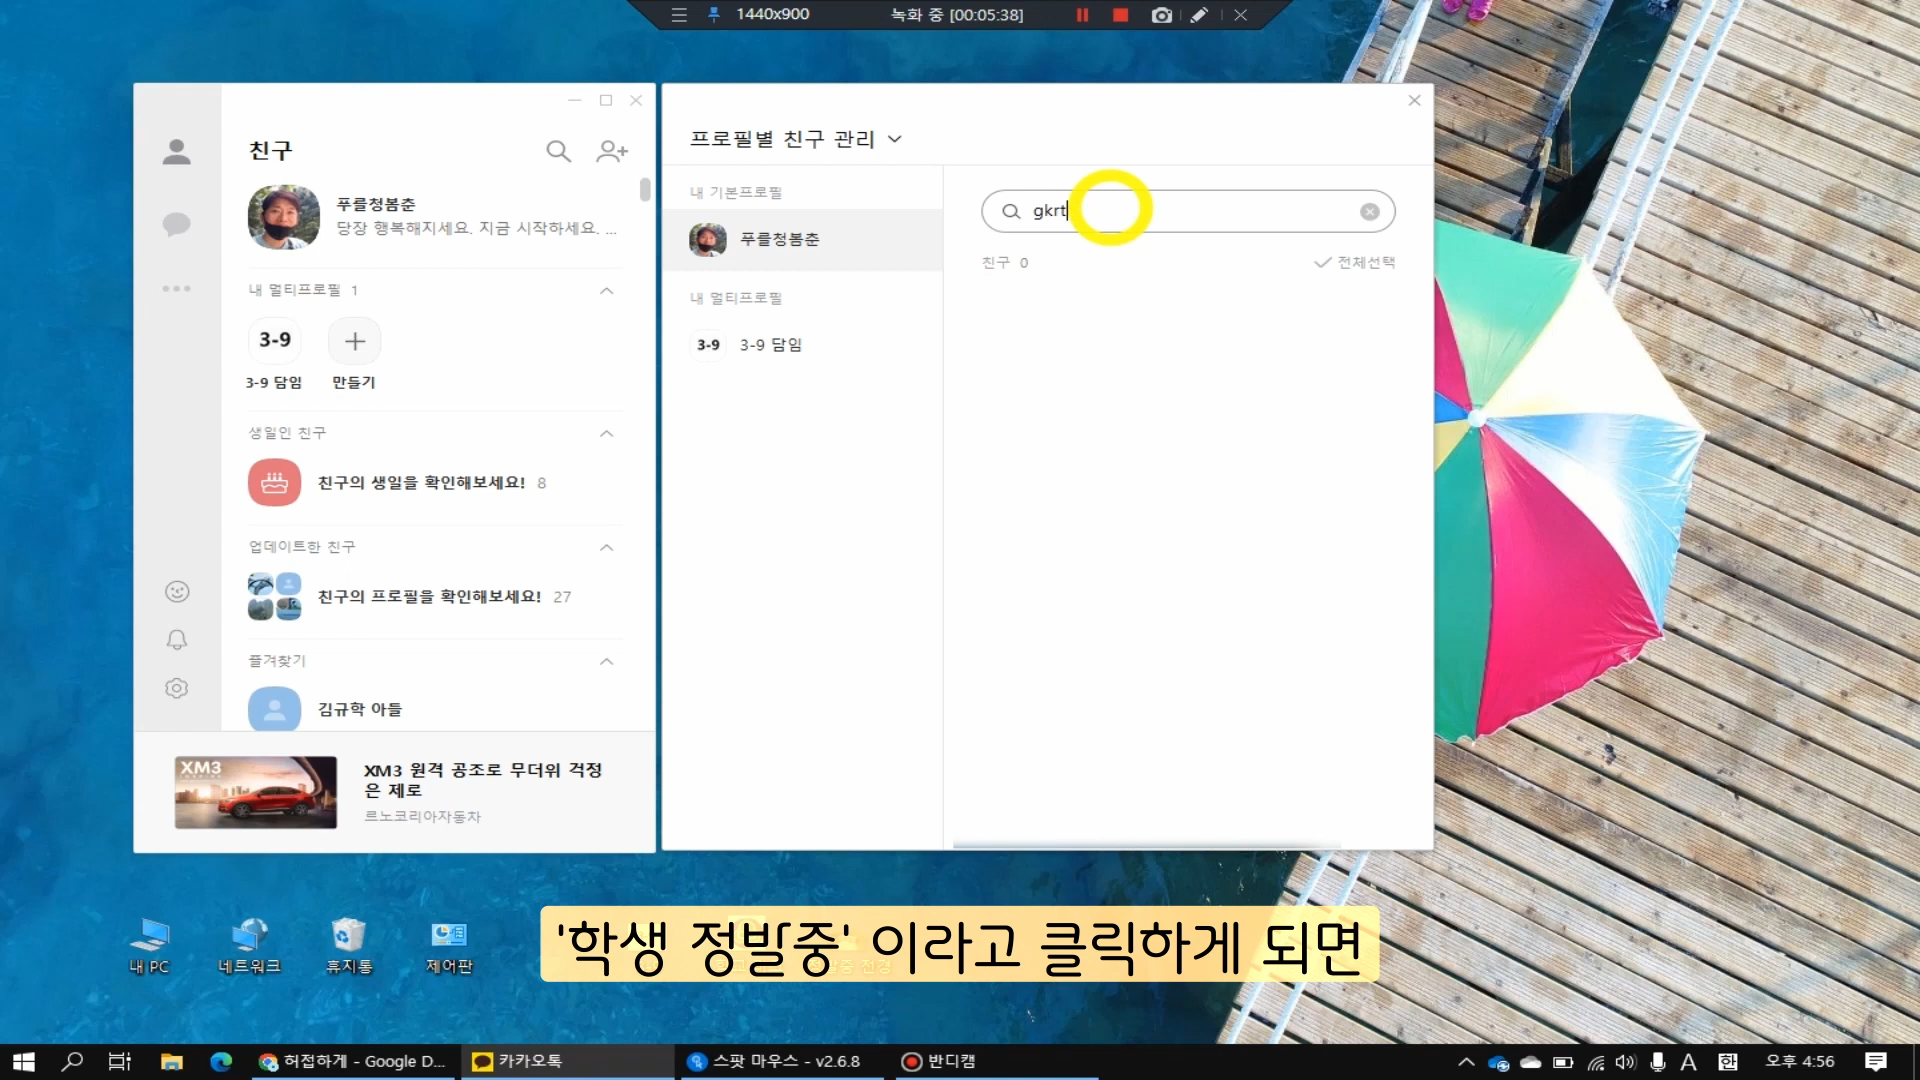 1440x900
녹화 중 [00:05:38]
친구
푸를청봄춘
당장 행복해지세요. 지금 시작하세요. ...
내 멀티프로필 1
3-9
3-9 담임
만들기
생일인 친구
친구의 생일을 확인해보세요! 8
업데이트한 친구
친구의 프로필을 확인해보세요! 27
즐겨찾기
김규학 아들
XM3
XM3 원격 공조로 무더위 걱정
은 제로
르노코리아자동차
프로필별 친구 관리
내 기본프로필
푸를청봄춘
내 멀티프로필
3-9
3-9 담임
gkrt
친구 0
전체선택
내 PC
네트워크
휴지통
제어판
'학생 정발중' 이라고 클릭하게 되면
허접하게 - Google D...
카카오톡
스팟 마우스 - v2.6.8
반디캠
A
한
오후 4:56